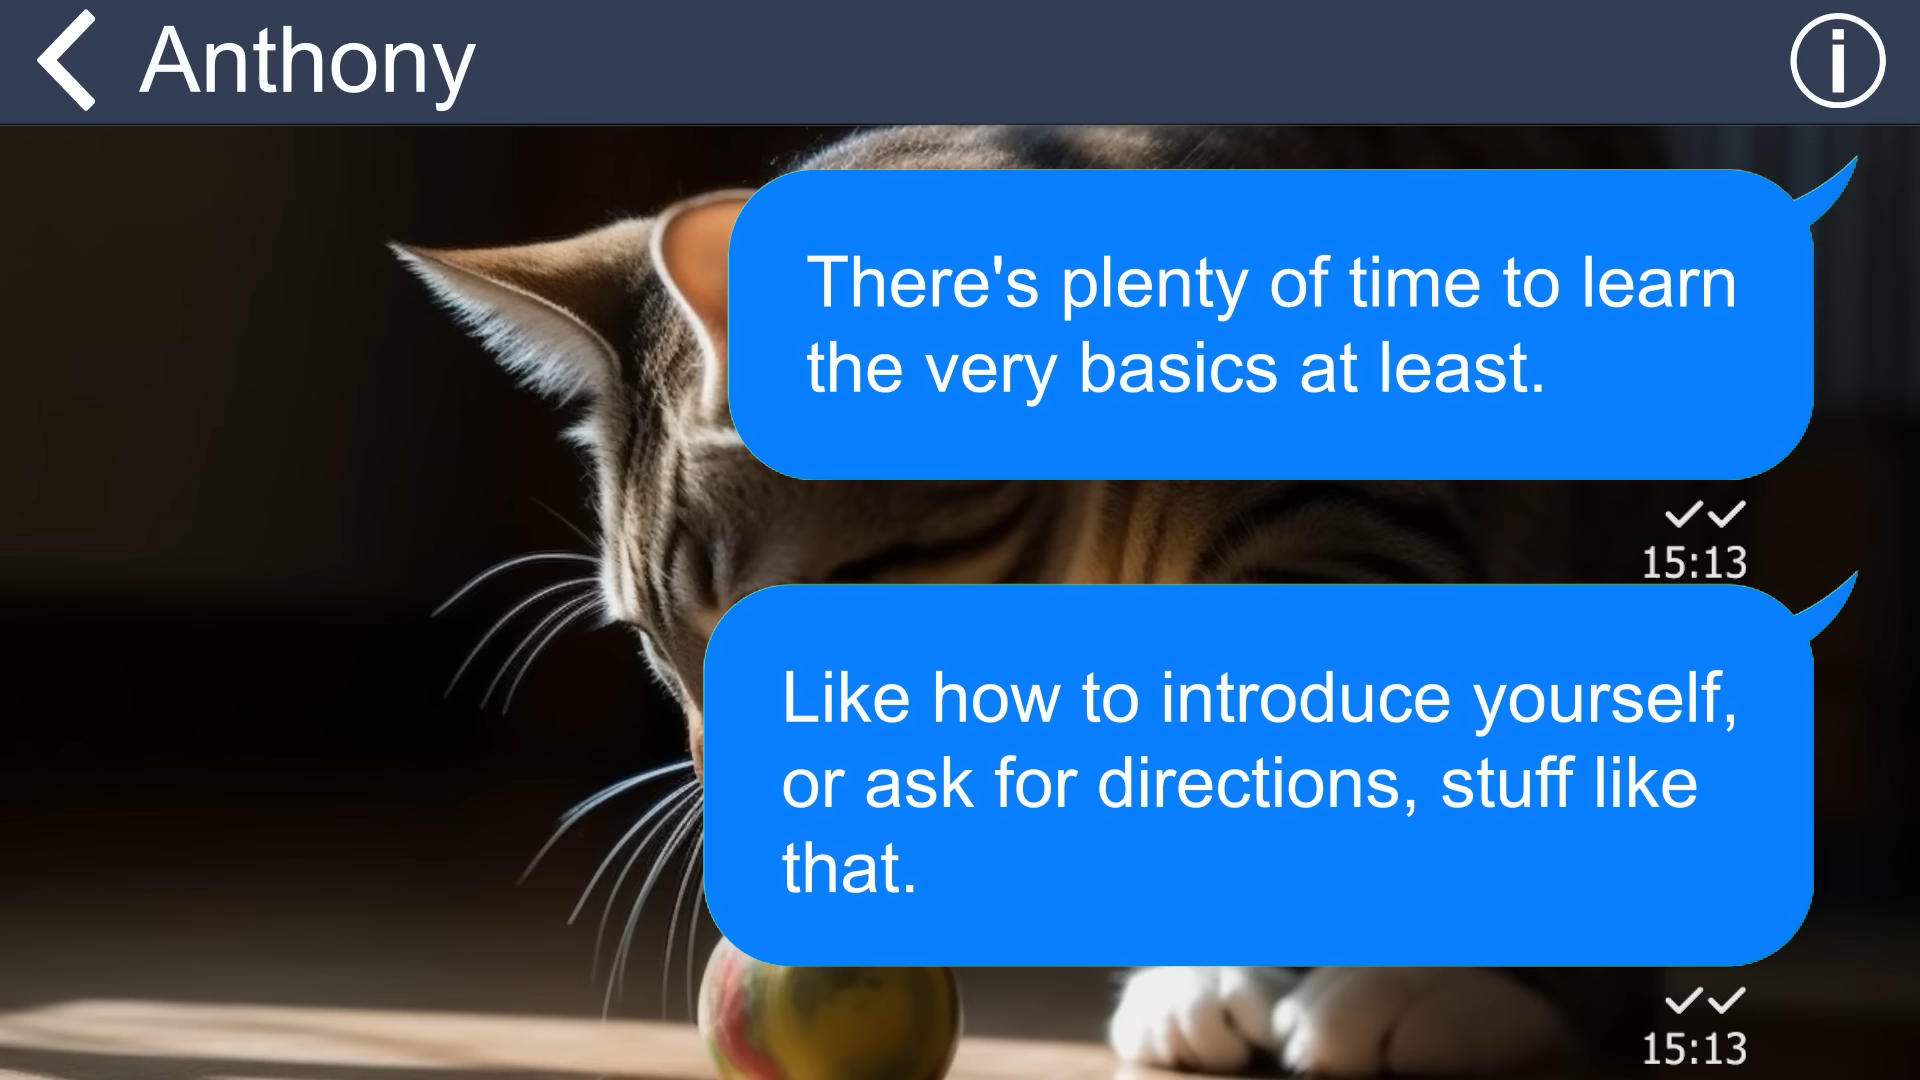 Anthony
There's plenty of time to learn
the very basics at least.
15:13
Like how to introduce yourself,
or ask for directions, stuff like
that.
15:13